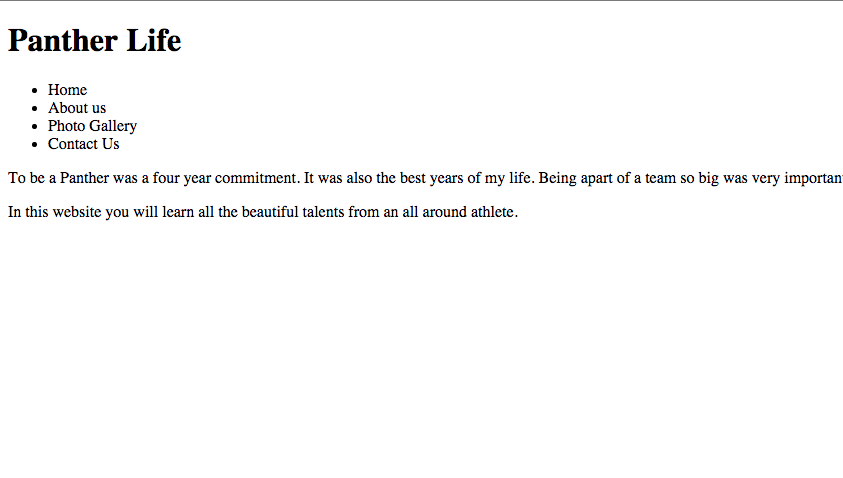 Panther Life
Home
About us
Photo Gallery
Contact Us
To be a Panther was a four year commitment. It was also the best years of my life. Being apart of a team so big was very importan
In this website you will learn all the beautiful talents from an all around athlete.